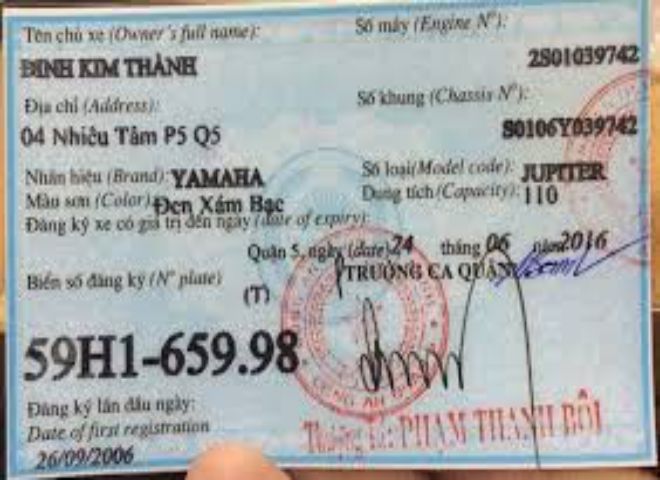 Tên chủ xe (Owner's full name):
ĐINH KIM THÀNH
Số máy (Engine Nº):
2S01039742
Địa chỉ (Address):
04 Nhiêu Tâm P5 Q5
Số khung (Chassis Nº):
S0106Y039742
Nhãn hiệu (Brand): YAMAHA
Số loại (Model code): JUPITER
Màu sơn (Color): Đen Xám Bạc
Dung tích (Capacity): 110
Đăng ký xe có giá trị đến ngày (date of expiry):
Quận 5, ngày (date) 24 tháng 06 năm 2016
TRƯỞNG CA QUẬN
Biển số đăng ký (Nº plate)
(T)
59H1-659.98
Đăng ký lần đầu ngày:
Date of first registration
26/09/2006
PHẠM THANH